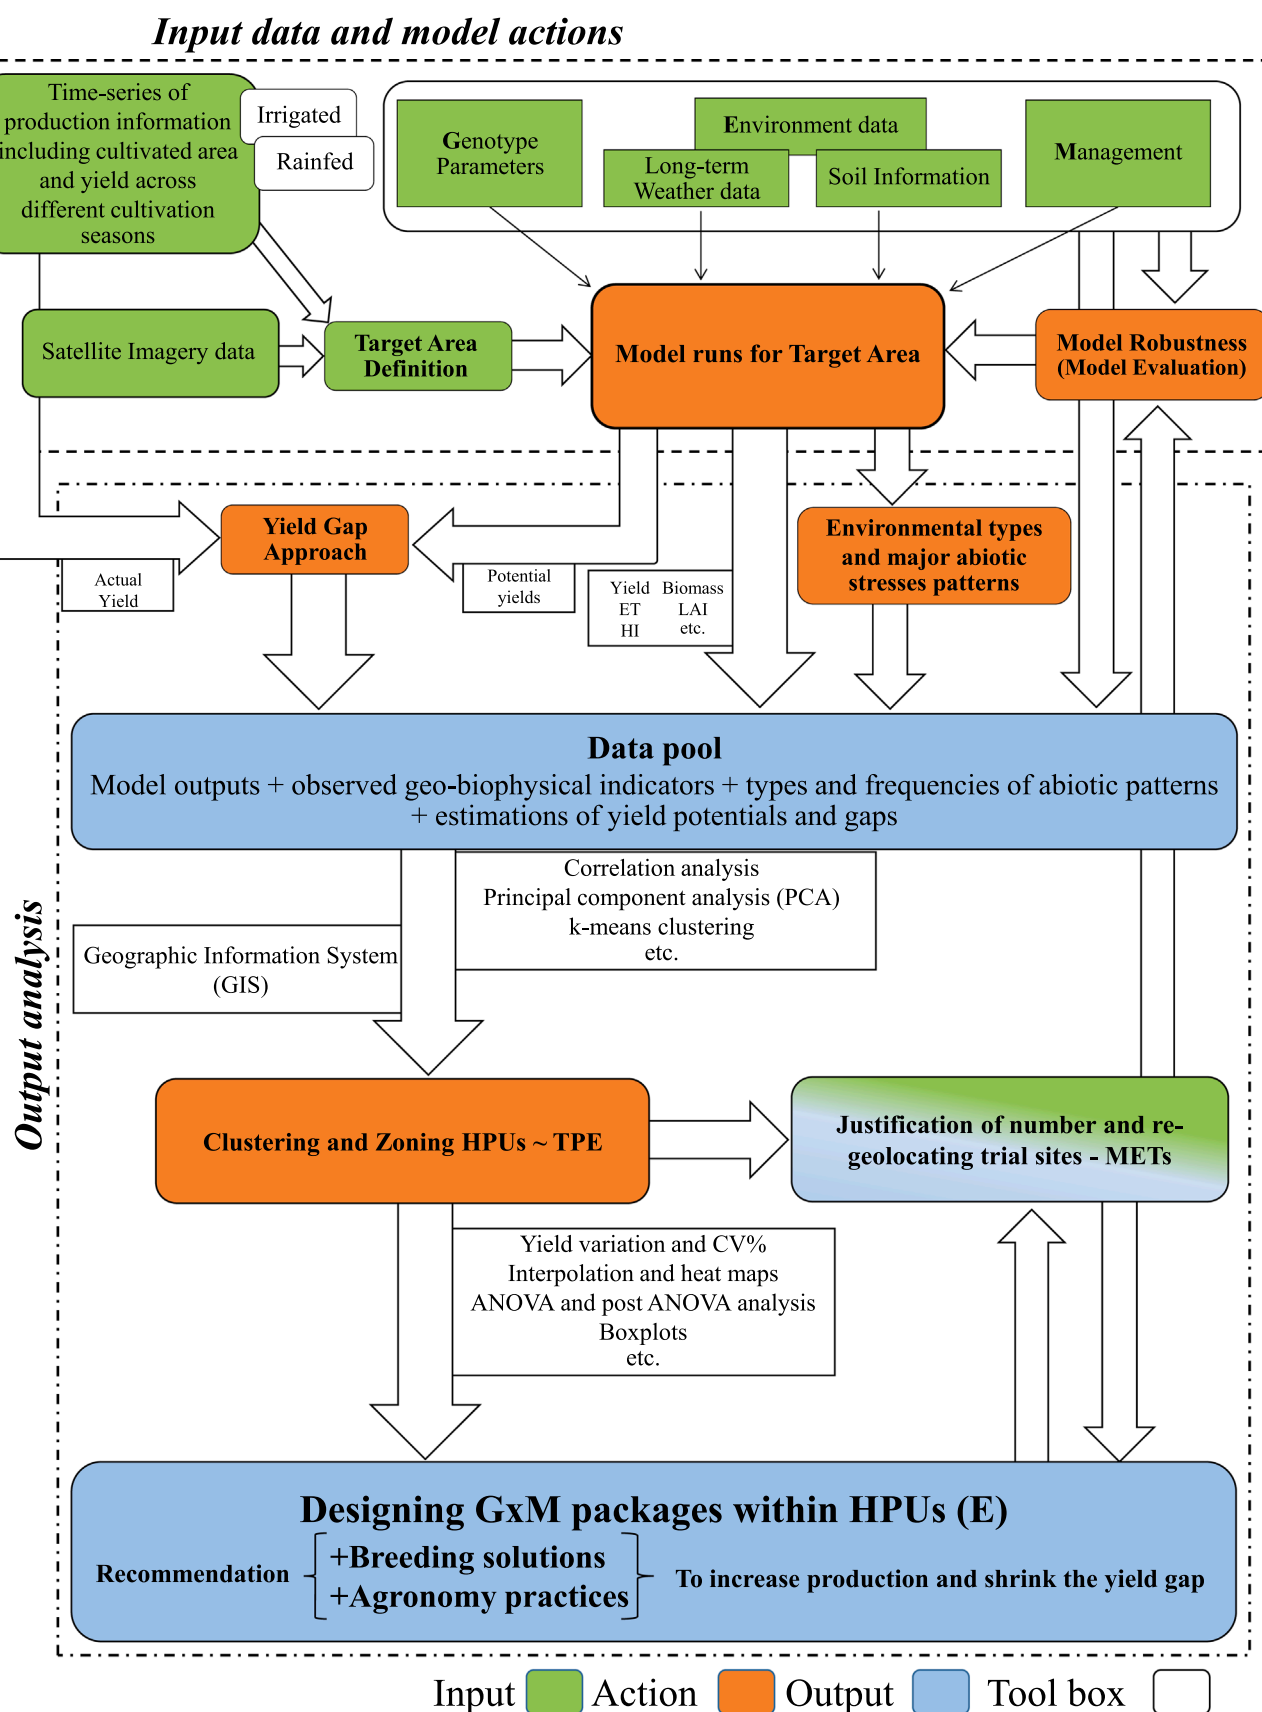 Input data and model actions
Time-series of
production information
including cultivated area
and yield across
different cultivation
seasons
Irrigated
Rainfed
Genotype
Parameters
Environment data
Long-term
Weather data
Soil Information
Management
Satellite Imagery data
Target Area
Definition
Model runs for Target Area
Model Robustness
(Model Evaluation)
Yield Gap
Approach
Actual
Yield
Potential
yields
Yield Biomass
ET LAI
HI etc.
Environmental types
and major abiotic
stresses patterns
Data pool
Model outputs + observed geo-biophysical indicators + types and frequencies of abiotic patterns
+ estimations of yield potentials and gaps
Output analysis
Correlation analysis
Principal component analysis (PCA)
k-means clustering
etc.
Geographic Information System
(GIS)
Clustering and Zoning HPUs ~ TPE
Justification of number and re-
geolocating trial sites - METs
Yield variation and CV%
Interpolation and heat maps
ANOVA and post ANOVA analysis
Boxplots
etc.
Designing GxM packages within HPUs (E)
Recommendation
+Breeding solutions
+Agronomy practices
To increase production and shrink the yield gap
Input Action Output Tool box